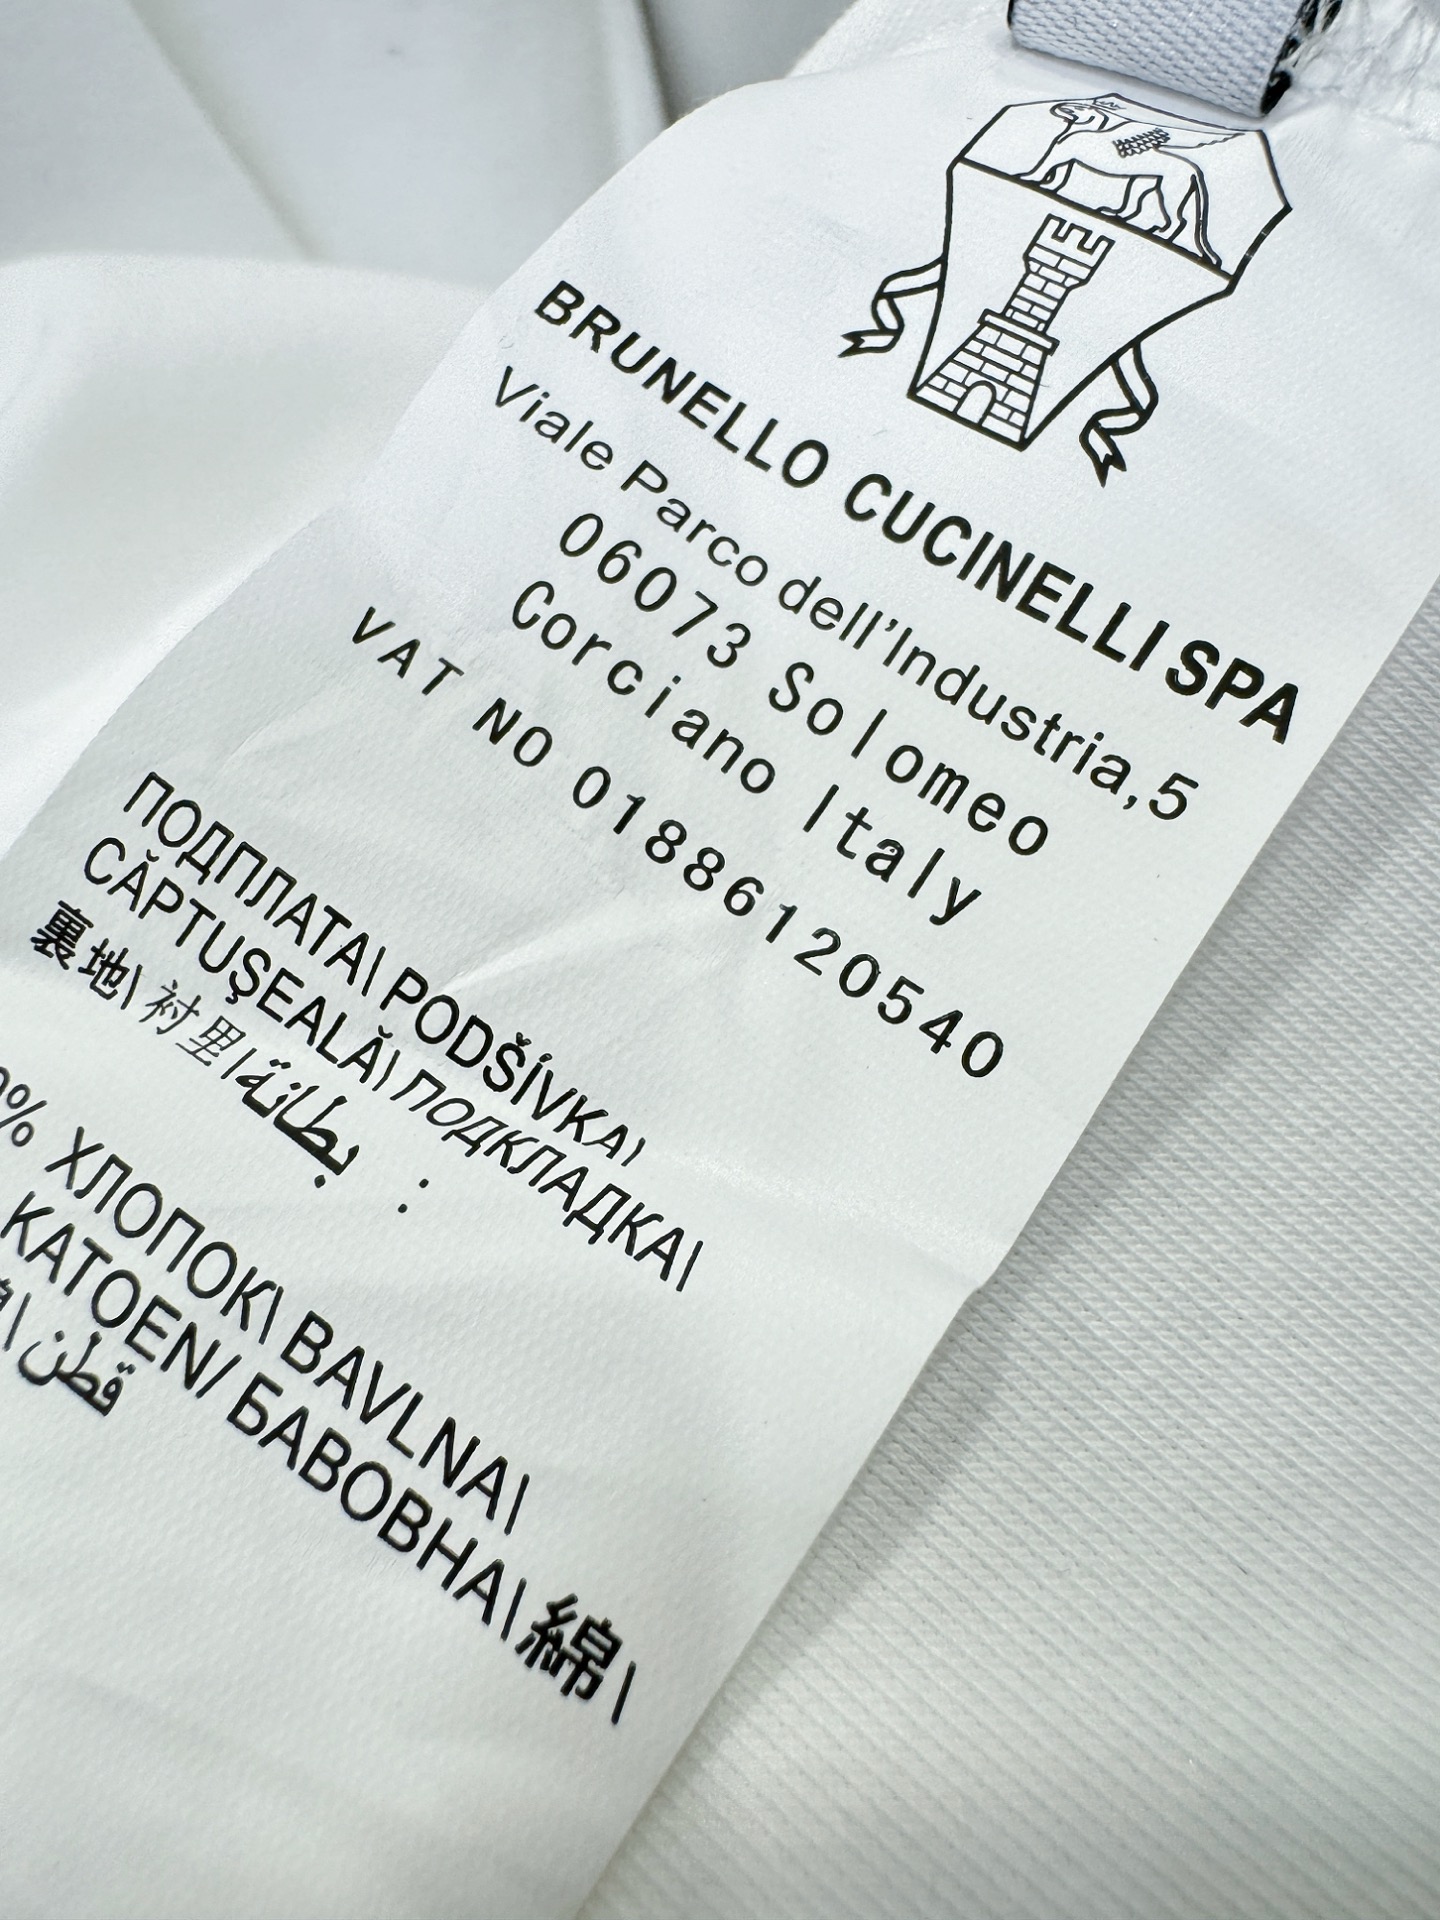 BRUNELLO CUCINELLI SPA
Viale Parco dell'Industria,5
06073 Solomeo
Corciano Italy
VAT NO 01886120540
ПОДПЛАТА\ PODŠÍVKA\
CĂPTUŞEALĂ\ ПОДКЛАДКА\
裏地\ 衬里\ بطانة :
% ХЛОПОК\ BAVLNA\
KATOEN/ БАВОВНА\ 綿\
\ قطن